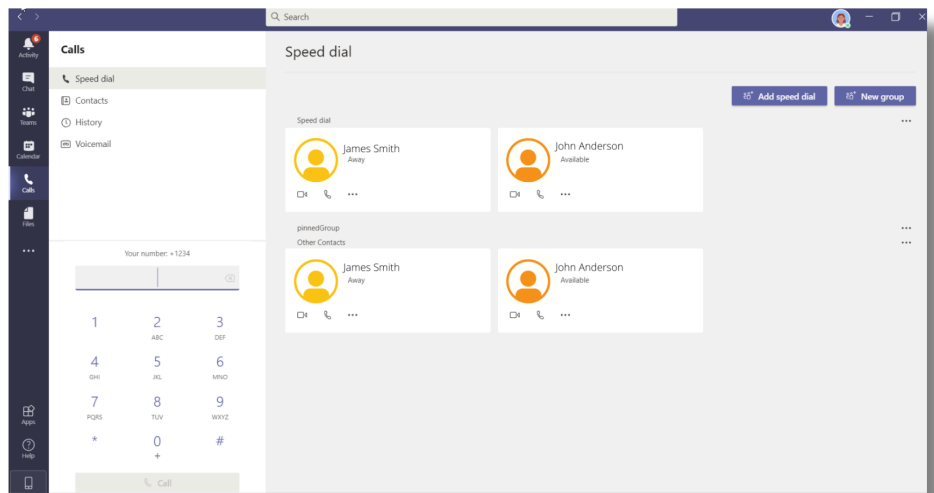 Search
6
Activity
Chat
Teams
Calendar
Calls
Files
Apps
Help
Calls
Speed dial
Contacts
History
Voicemail
Your number: +1234
1
2
ABC
3
DEF
4
GHI
5
JKL
6
MNO
7
PQRS
8
TUV
9
WXYZ
*
0
+
#
Call
Speed dial
Add speed dial
New group
Speed dial
James Smith
Away
John Anderson
Available
pinnedGroup
Other Contacts
James Smith
Away
John Anderson
Available